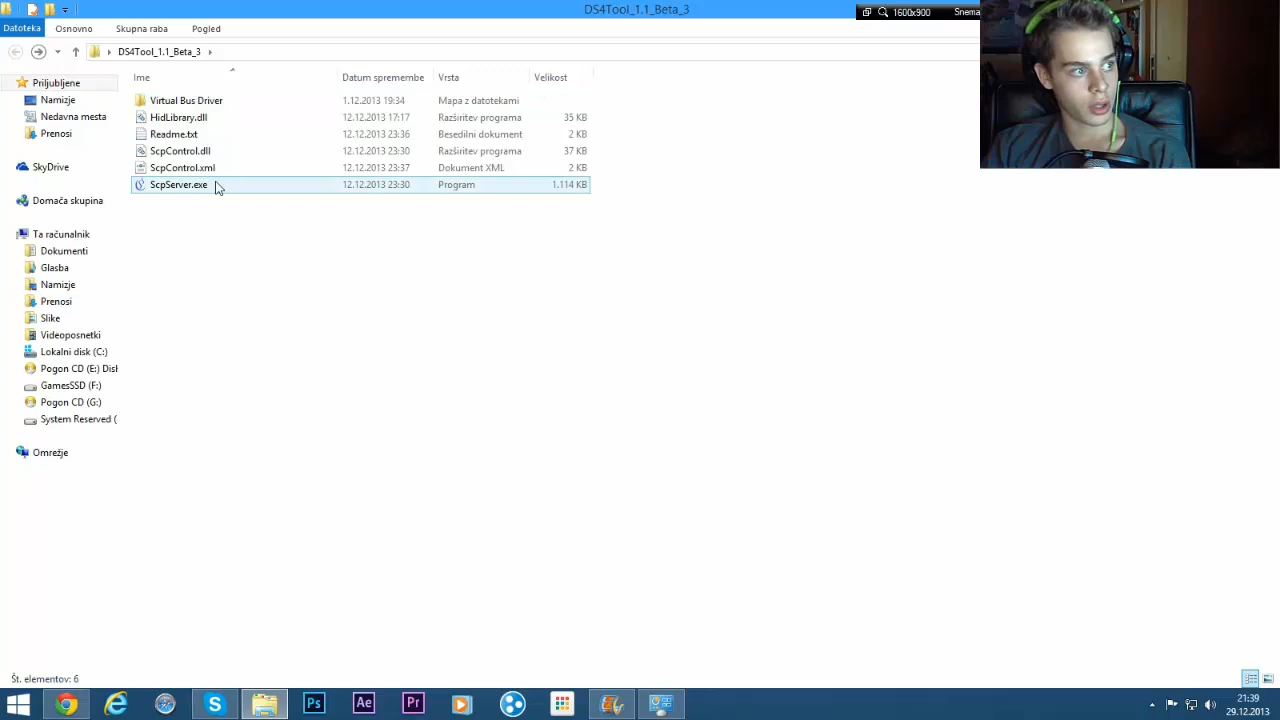 DS4Tool_1.1_Beta_3
1600x900
Snema
Datoteka
Osnovno
Skupna raba
Pogled
DS4Tool_1.1_Beta_3
Ime
Datum spremembe
Vrsta
Velikost
Priljubljene
Namizje
Nedavna mesta
Prenosi
SkyDrive
Domača skupina
Ta računalnik
Dokumenti
Glasba
Namizje
Prenosi
Slike
Videoposnetki
Lokalni disk (C:)
Pogon CD (E:) Disl
GamesSSD (F:)
Pogon CD (G:)
System Reserved (
Omrežje
Virtual Bus Driver 1.12.2013 19:34 Mapa z datotekami
HidLibrary.dll 12.12.2013 17:17 Razširitev programa 35 KB
Readme.txt 12.12.2013 23:36 Besedilni dokument 2 KB
ScpControl.dll 12.12.2013 23:30 Razširitev programa 37 KB
ScpControl.xml 12.12.2013 23:37 Dokument XML 2 KB
ScpServer.exe 12.12.2013 23:30 Program 1.114 KB
Št. elementov: 6
Ps
Ae
Pr
21:39
29.12.2013